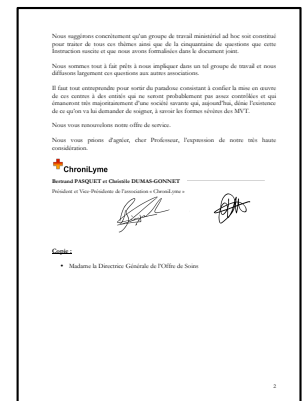 Nous suggérons concrètement qu'un groupe de travail ministériel ad hoc soit constitué
pour traiter de tous ces thèmes ainsi que de la cinquantaine de questions que cette
Instruction suscite et que nous avons formalisées dans le document joint.
Nous sommes tout à fait prêts à nous impliquer dans un tel groupe de travail et nous
diffusons largement ces questions aux autres associations.
Il faut tout entreprendre pour sortir du paradoxe consistant à confier la mise en œuvre
de ces centres à des entités qui ne seront probablement pas assez contrôlées et qui
émaneront très majoritairement d'une société savante qui, aujourd'hui, dénie l'existence
de ce qu'on va lui demander de soigner, à savoir les formes sévères des MVT.
Nous vous renouvelons notre offre de service.
Nous vous prions d'agréer, cher Professeur, l'expression de notre très haute
considération.
ChroniLyme
Bertrand PASQUET et Christèle DUMAS-GONNET
Président et Vice-Présidente de l'association « ChroniLyme »
Copie :
• Madame la Directrice Générale de l'Offre de Soins
2